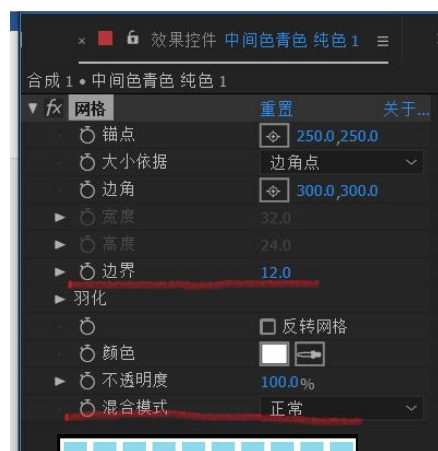 效果控件 中间色青色 纯色 1
合成 1 • 中间色青色 纯色 1
fx 网格 重置 关于...
锚点 250.0,250.0
大小依据 边角点
边角 300.0,300.0
宽度 32.0
高度 24.0
边界 12.0
羽化
反转网格
颜色
不透明度 100.0%
混合模式 正常